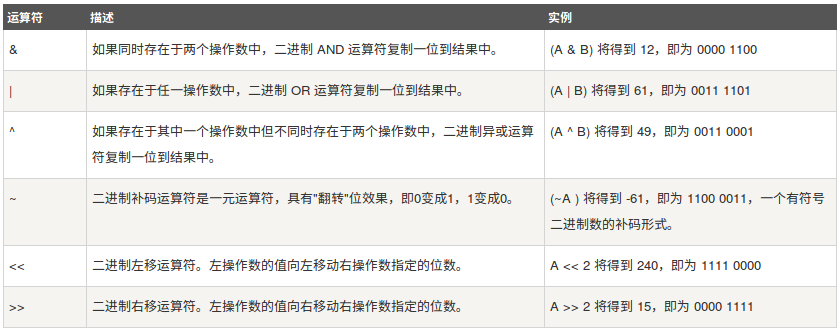 运算符 描述 实例
& 如果同时存在于两个操作数中，二进制 AND 运算符复制一位到结果中。 (A & B) 将得到 12，即为 0000 1100
| 如果存在于任一操作数中，二进制 OR 运算符复制一位到结果中。 (A | B) 将得到 61，即为 0011 1101
^ 如果存在于其中一个操作数中但不同时存在于两个操作数中，二进制异或运算 (A ^ B) 将得到 49，即为 0011 0001
符复制一位到结果中。
~ 二进制补码运算符是一元运算符，具有"翻转"位效果，即0变成1，1变成0。 (~A ) 将得到 -61，即为 1100 0011，一个有符号
二进制数的补码形式。
<< 二进制左移运算符。左操作数的值向左移动右操作数指定的位数。 A << 2 将得到 240，即为 1111 0000
>> 二进制右移运算符。左操作数的值向右移动右操作数指定的位数。 A >> 2 将得到 15，即为 0000 1111